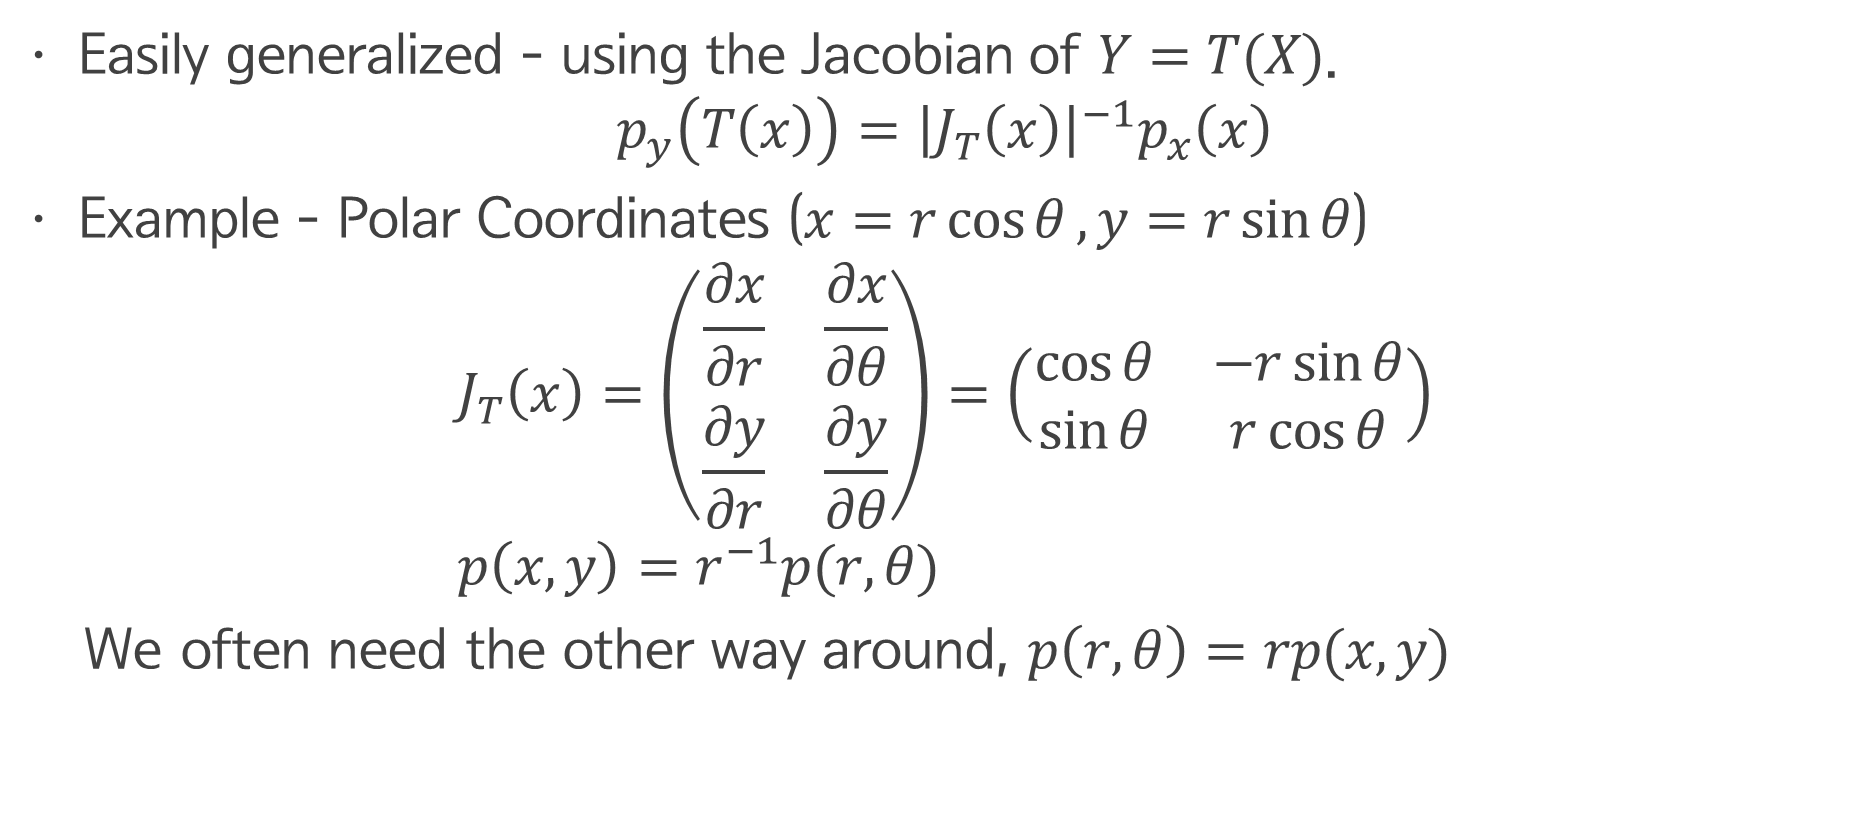 · Easily generalized - using the Jacobian of Y = T(X).
p_y(T(x)) = |J_T(x)|^{-1} p_x(x)
· Example - Polar Coordinates (x = r cos θ , y = r sin θ)
J_T(x) = (∂x/∂r ∂x/∂θ ∂y/∂r ∂y/∂θ) = (cos θ −r sin θ sin θ r cos θ)
p(x, y) = r^{-1} p(r, θ)
We often need the other way around, p(r, θ) = rp(x, y)